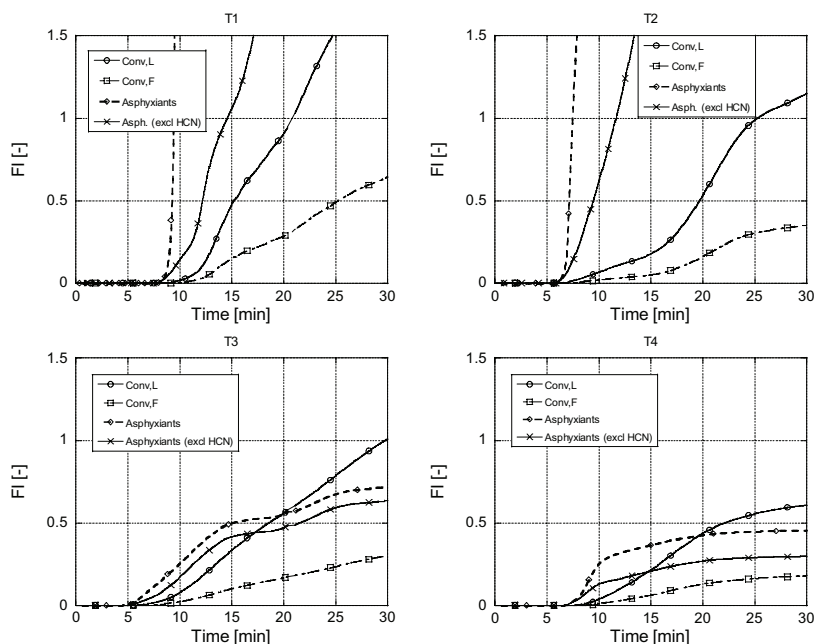 T1
1.5
1
0.5
0
FI [-]
Conv,L
Conv,F
Asphyxiants
Asph. (excl HCN)
0 5 10 15 20 25 30
Time [min]
T2
1.5
1
0.5
0
FI [-]
Conv,L
Conv,F
Asphyxiants
Asph. (excl HCN)
0 5 10 15 20 25 30
Time [min]
T3
1.5
1
0.5
0
FI [-]
Conv,L
Conv,F
Asphyxiants
Asphyxiants (excl HCN)
0 5 10 15 20 25 30
Time [min]
T4
1.5
1
0.5
0
FI [-]
Conv,L
Conv,F
Asphyxiants
Asphyxiants (excl HCN)
0 5 10 15 20 25 30
Time [min]